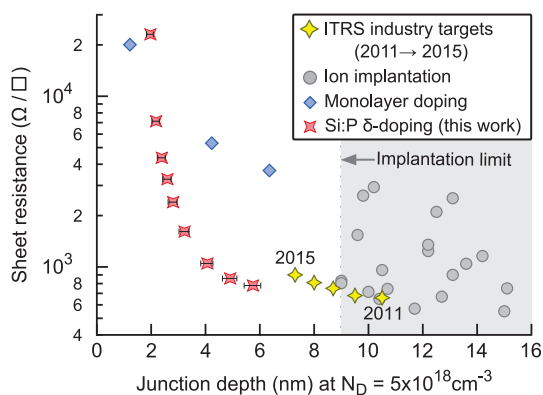 ITRS industry targets
(2011→ 2015)
Ion implantation
Monolayer doping
Si:P δ-doping (this work)
Implantation limit
2015
2011
Sheet resistance (Ω / □)
2
10⁴
8
6
4
2
10³
8
6
4
0 2 4 6 8 10 12 14 16
Junction depth (nm) at N_D = 5x10¹⁸cm⁻³